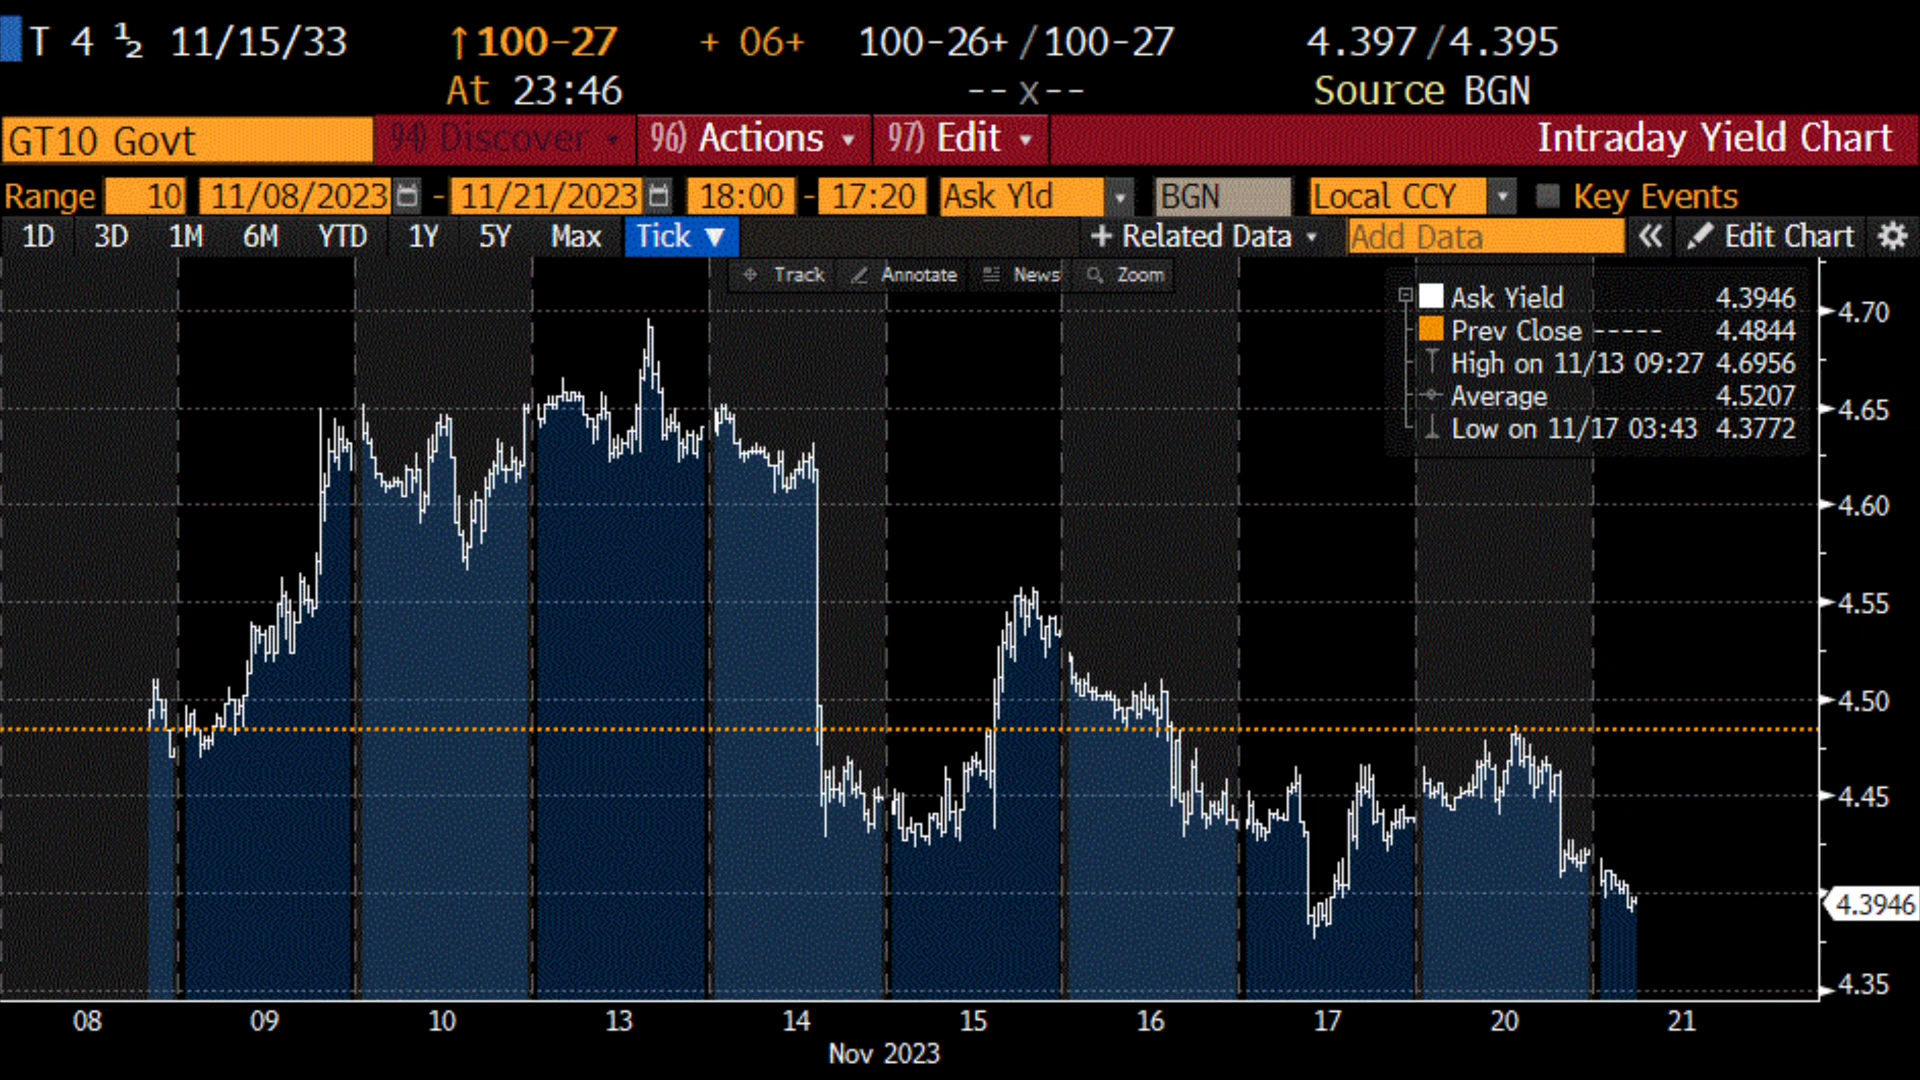 T 4 ½ 11/15/33 ↑100-27 + 06+ 100-26+/100-27 4.397/4.395
At 23:46 --x-- Source BGN
GT10 Govt 94) Discover 96) Actions 97) Edit Intraday Yield Chart
Range 10 11/08/2023 - 11/21/2023 18:00 - 17:20 Ask Yld BGN Local CCY Key Events
1D 3D 1M 6M YTD 1Y 5Y Max Tick ▼ + Related Data Add Data « Edit Chart
Track Annotate News Zoom
Ask Yield 4.3946
Prev Close ----- 4.4844
High on 11/13 09:27 4.6956
Average 4.5207
Low on 11/17 03:43 4.3772
4.70
4.65
4.60
4.55
4.50
4.45
4.3946
4.35
08 09 10 13 14 15 16 17 20 21
Nov 2023